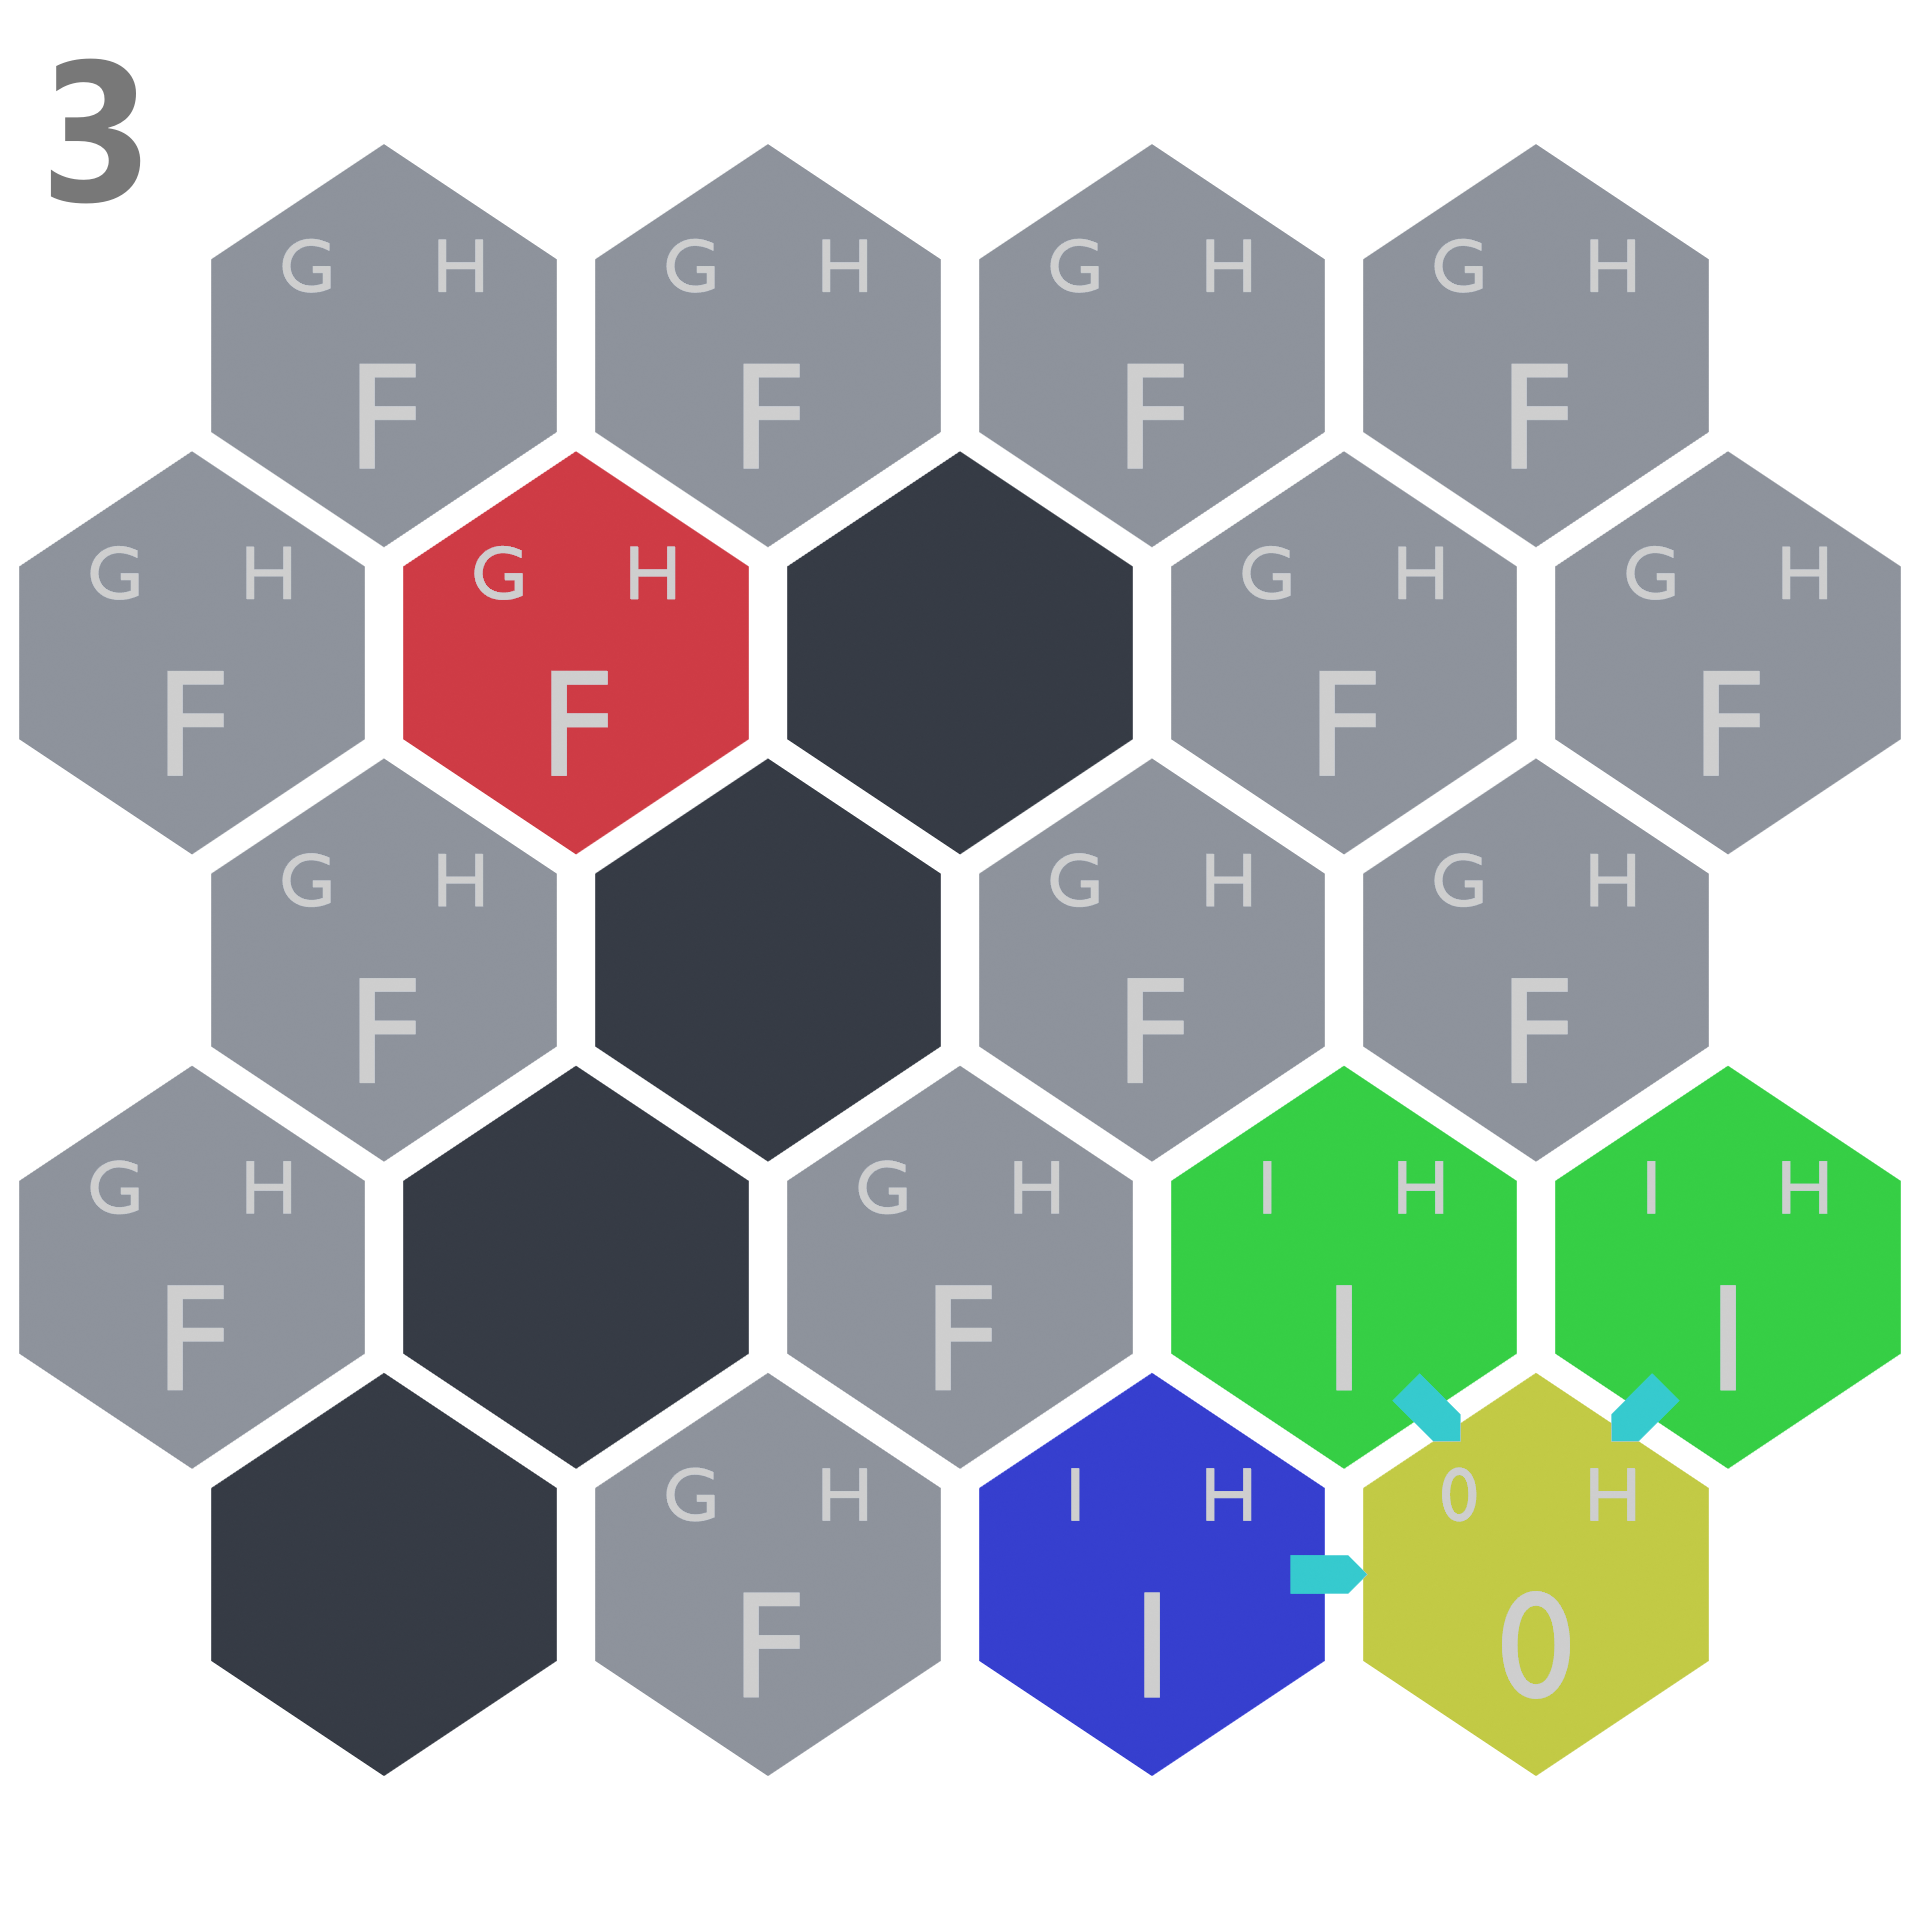 3
G H G H G H G H
F F F F
G H G H G H G H
F F F F
G H G H G H
F F F
G H G H I H I H
F F I I
G H I H 0 H
F I 0